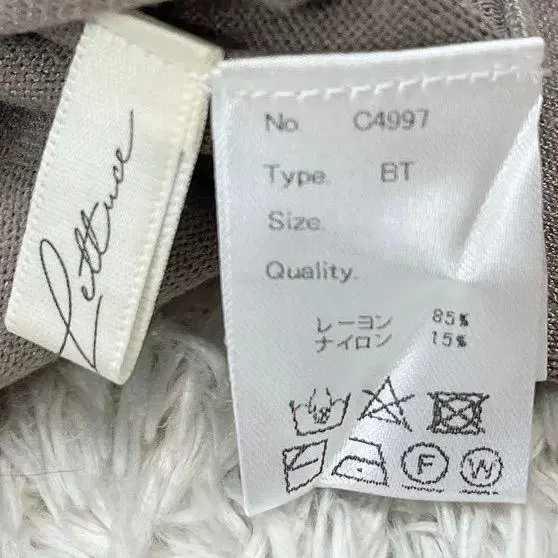 Lettuce
No C4997
Type. BT
Size.
Quality.
レーヨン 85%
ナイロン 15%
F W